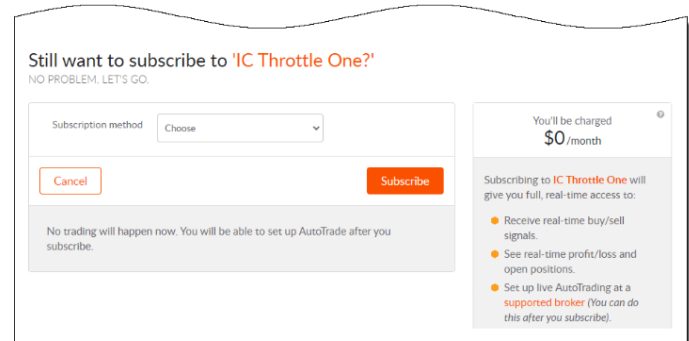 Still want to subscribe to 'IC Throttle One?'
NO PROBLEM. LET'S GO.
Subscription method
Choose
Cancel
Subscribe
No trading will happen now. You will be able to set up AutoTrade after you
subscribe.
You'll be charged
$0/month
Subscribing to IC Throttle One will
give you full, real-time access to:
Receive real-time buy/sell
signals.
See real-time profit/loss and
open positions.
Set up live AutoTrading at a
supported broker (You can do
this after you subscribe).